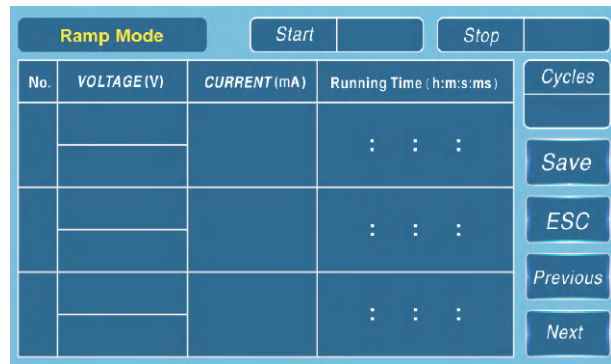 Ramp Mode Start Stop
No. VOLTAGE(V) CURRENT(mA) Running Time (h:m:s:ms) Cycles
: : :
Save
: : :
ESC
Previous
: : :
Next